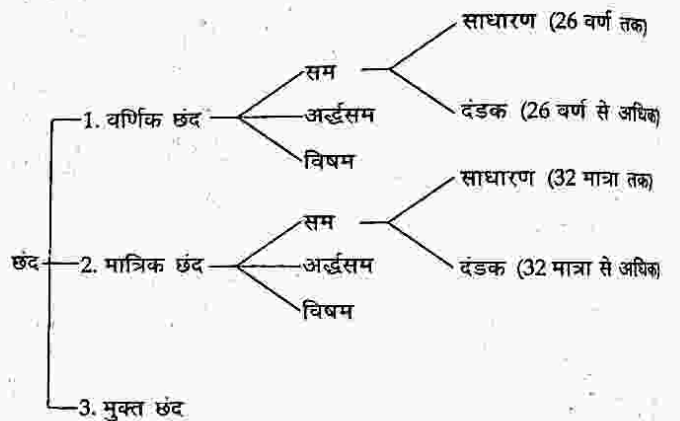 साधारण (26 वर्ण तक)
सम
दंडक (26 वर्ण से अधिक)
1. वर्णिक छंद
अर्द्धसम
विषम
साधारण (32 मात्रा तक)
सम
छंद
2. मात्रिक छंद
अर्द्धसम
दंडक (32 मात्रा से अधिक)
विषम
3. मुक्त छंद